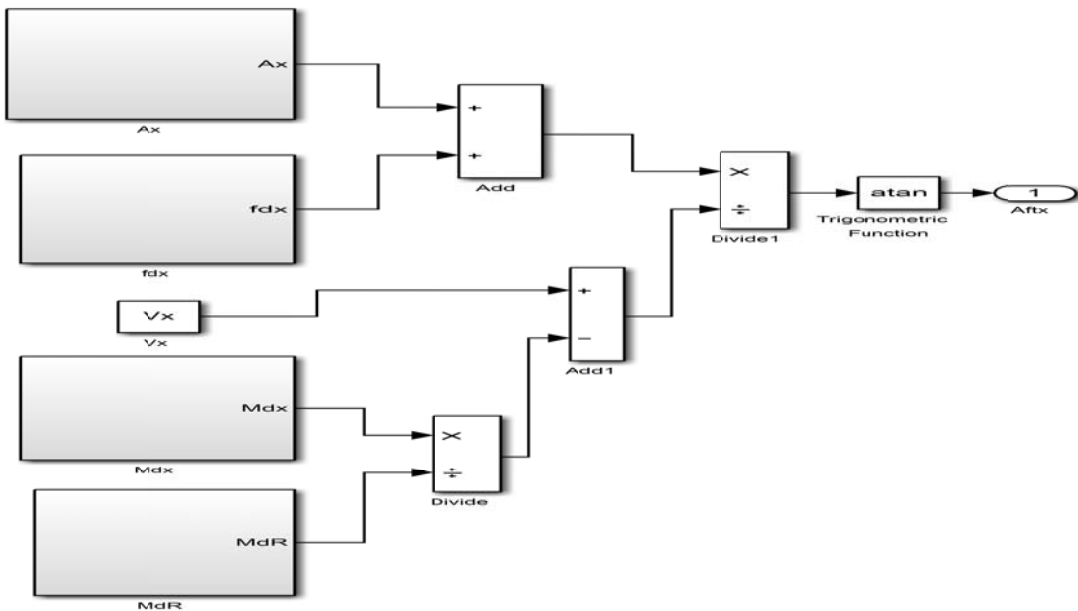 Ax
Ax
+
+
Add
fdx
fdx
×
÷
Divide1
atan
Trigonometric
Function
1
Aftx
Vx
Vx
+
−
Add1
Mdx
Mdx
×
÷
Divide
MdR
MdR